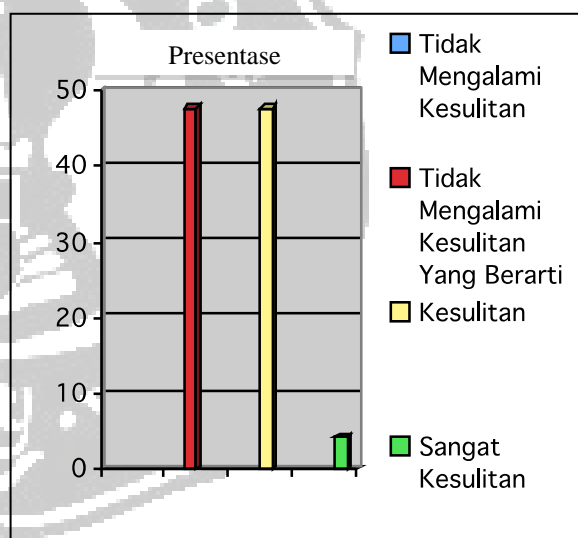 Presentase
50
40
30
20
10
0
Tidak
Mengalami
Kesulitan
Tidak
Mengalami
Kesulitan
Yang Berarti
Kesulitan
Sangat
Kesulitan